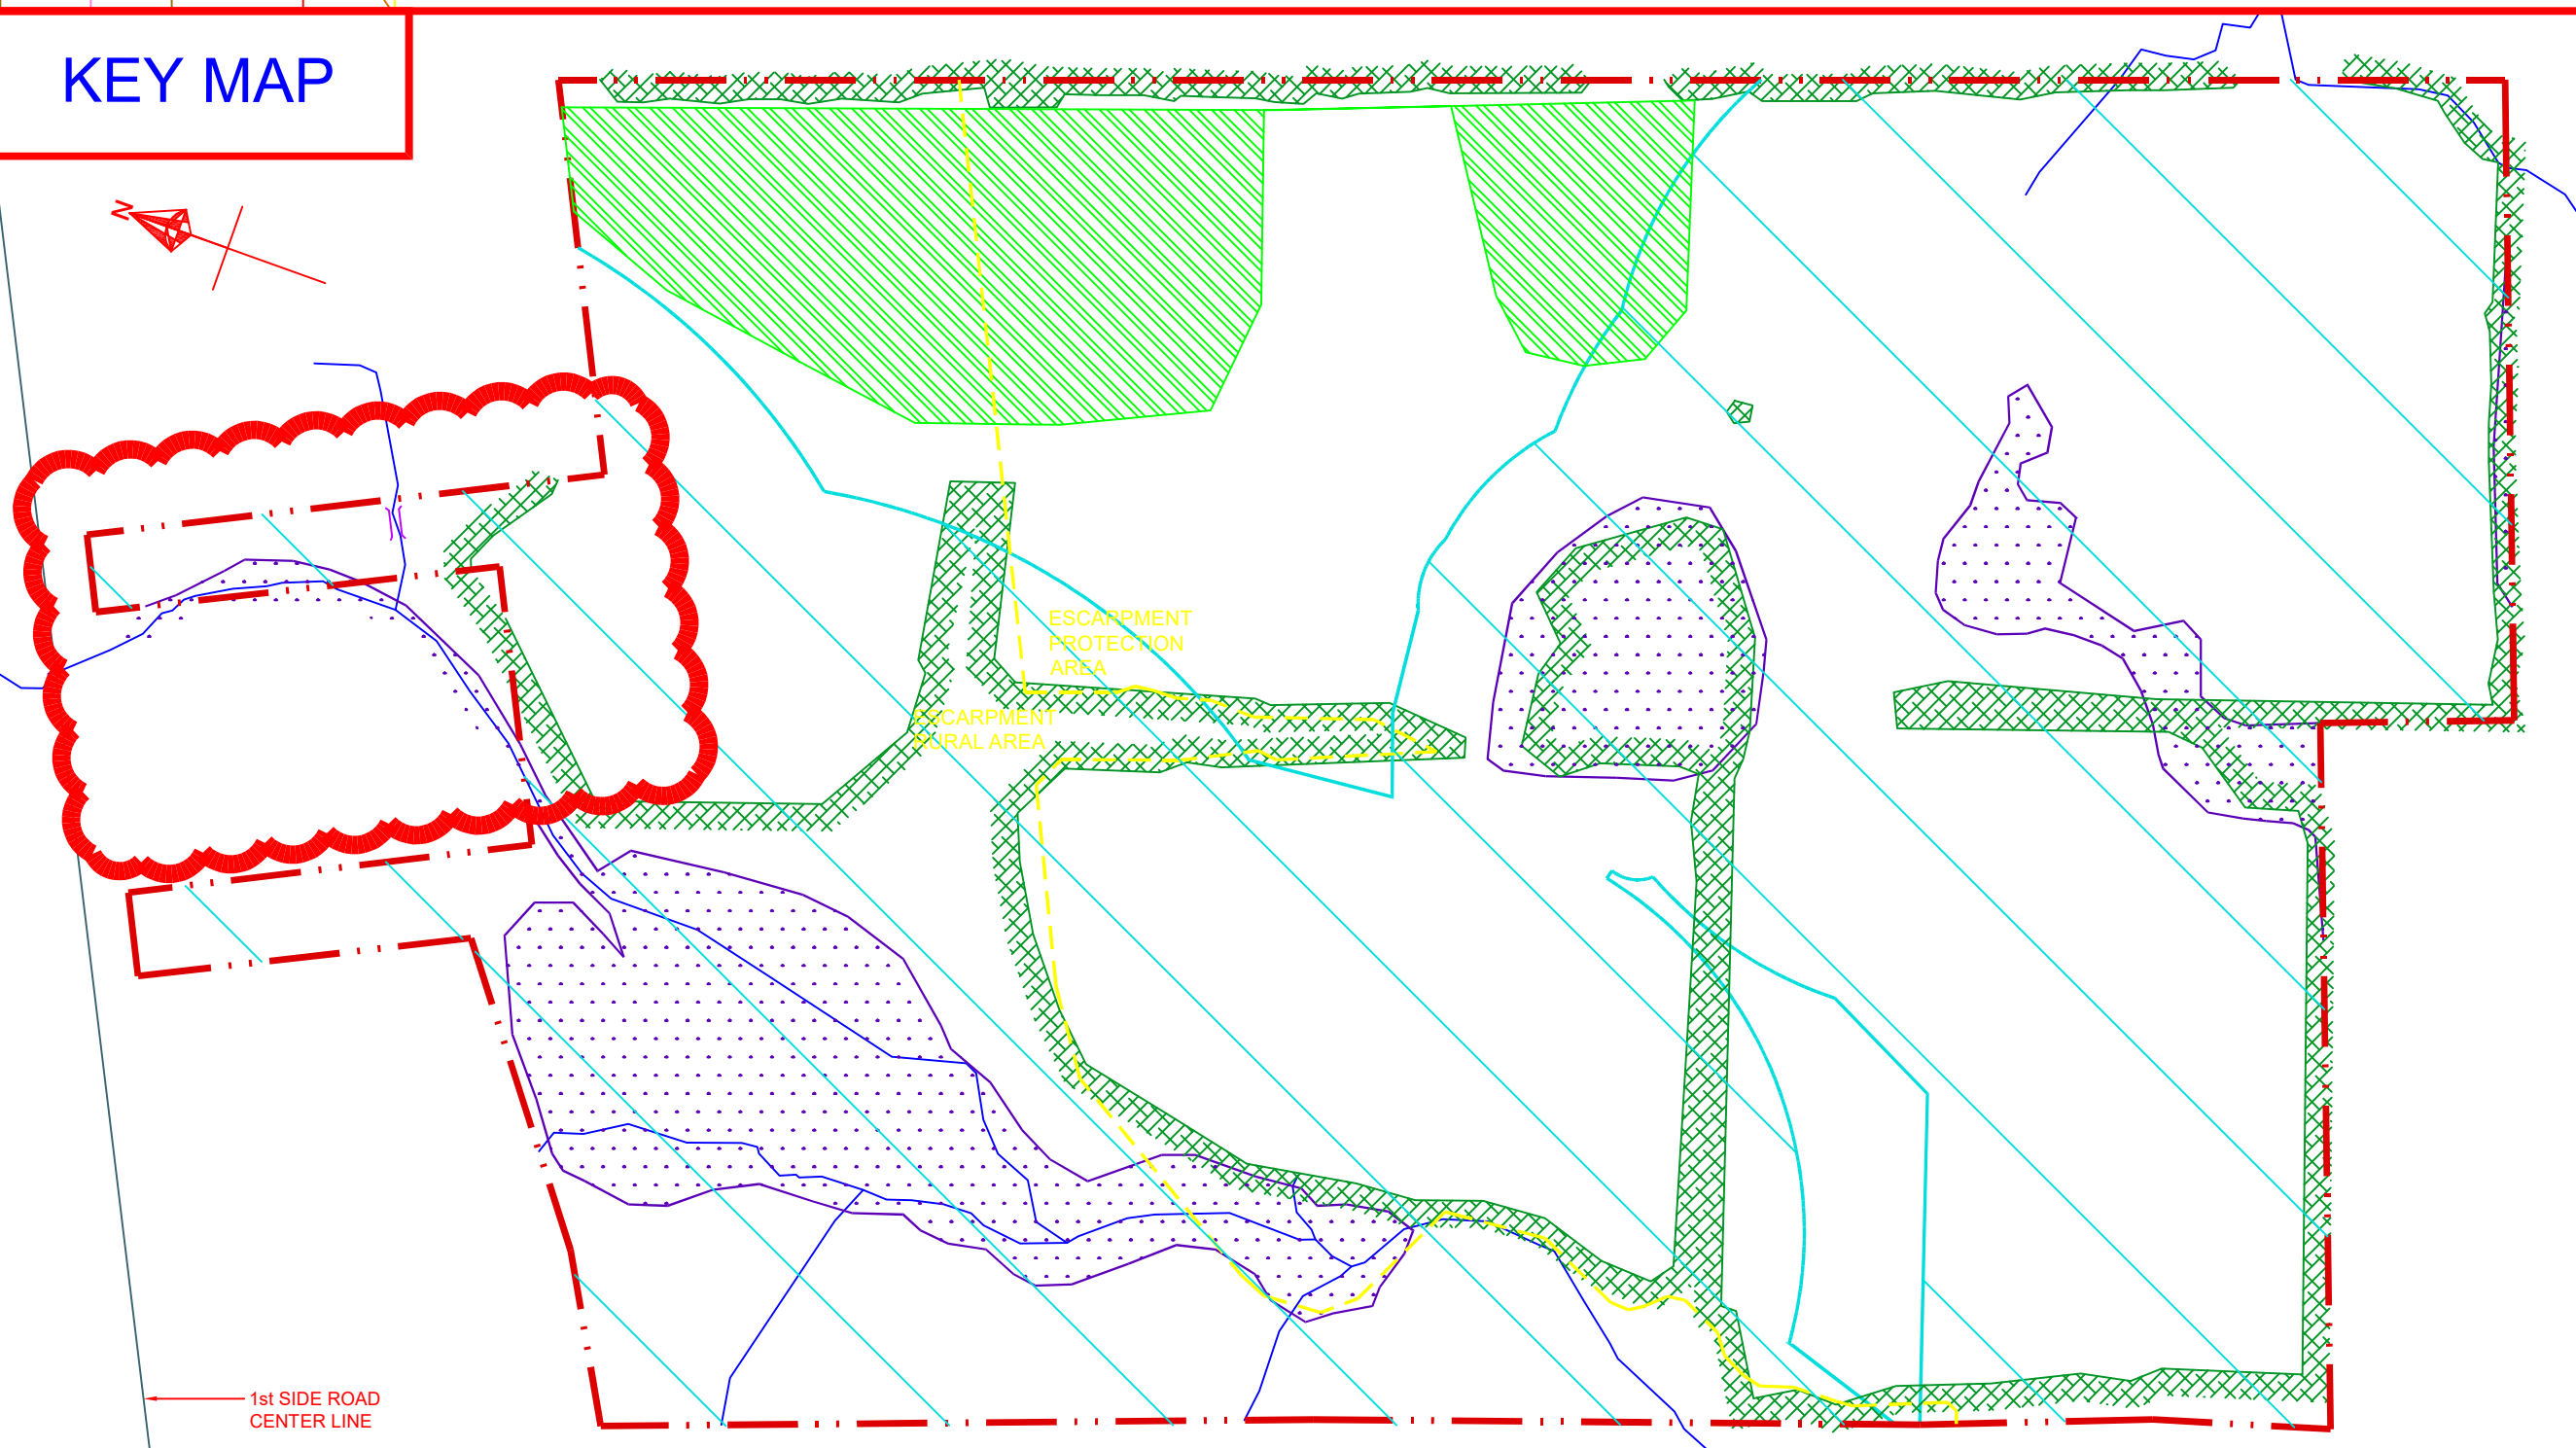 KEY MAP
N
ESCARPMENT
PROTECTION
AREA
ESCARPMENT
RURAL AREA
1st SIDE ROAD
CENTER LINE